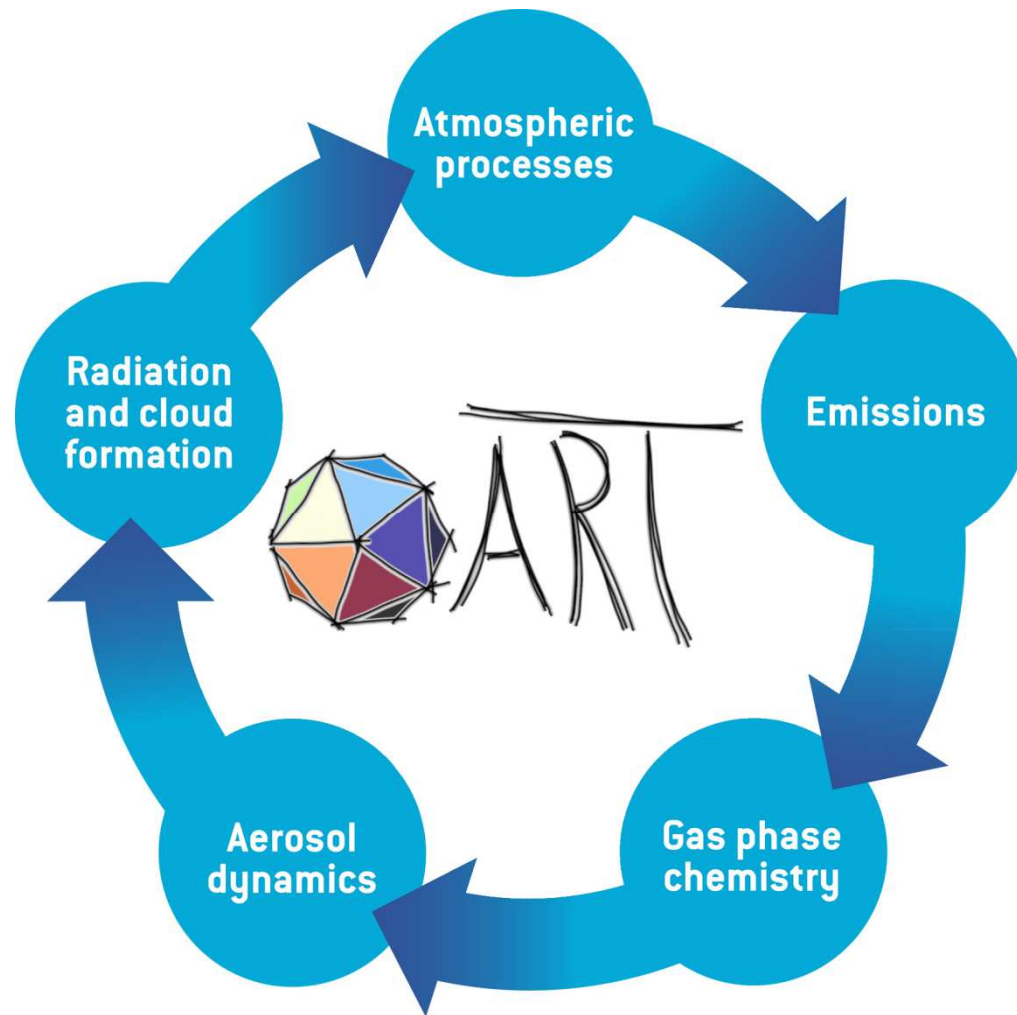 Atmospheric
processes
Radiation
and cloud
formation
Emissions
ART
Aerosol
dynamics
Gas phase
chemistry